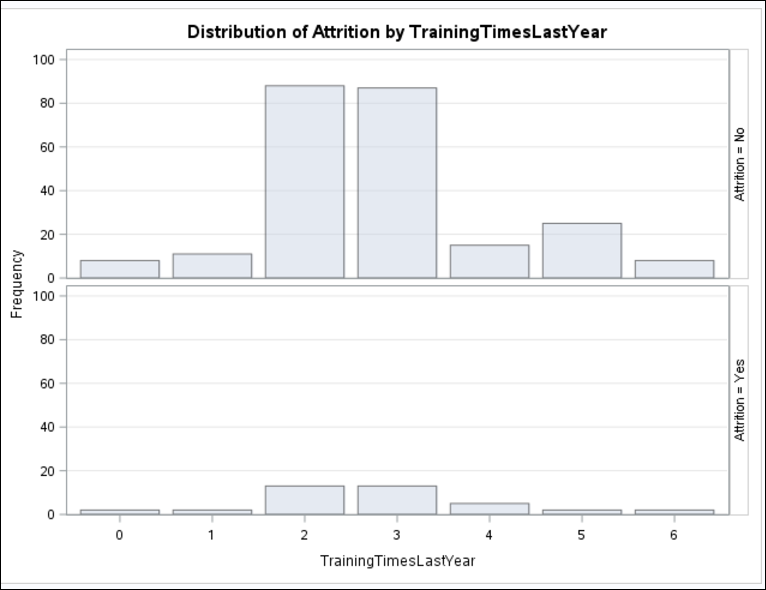 Distribution of Attrition by TrainingTimesLastYear
Frequency
100
80
60
40
20
0
Attrition = No
100
80
60
40
20
0
Attrition = Yes
0 1 2 3 4 5 6
TrainingTimesLastYear